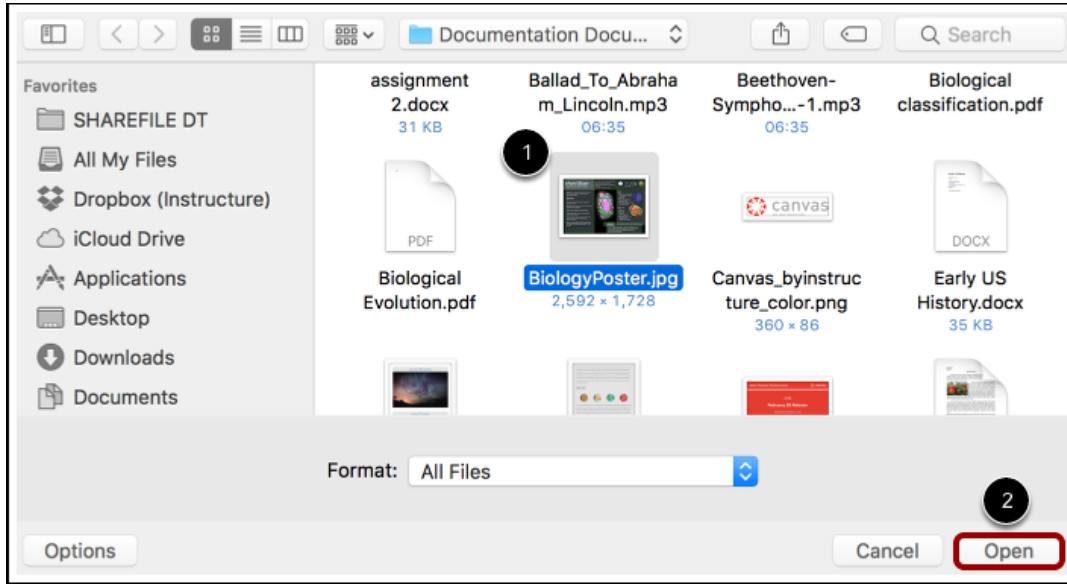 Documentation Docu...
Search
Favorites
SHAREFILE DT
All My Files
Dropbox (Instructure)
iCloud Drive
Applications
Desktop
Downloads
Documents
assignment
2.docx
31 KB
Ballad_To_Abraha
m_Lincoln.mp3
06:35
Beethoven-
Sympho...-1.mp3
06:35
Biological
classification.pdf
1
PDF
Biological
Evolution.pdf
BiologyPoster.jpg
2,592 × 1,728
canvas
Canvas_byinstruc
ture_color.png
360 × 86
DOCX
Early US
History.docx
35 KB
Format:
All Files
2
Options
Cancel
Open